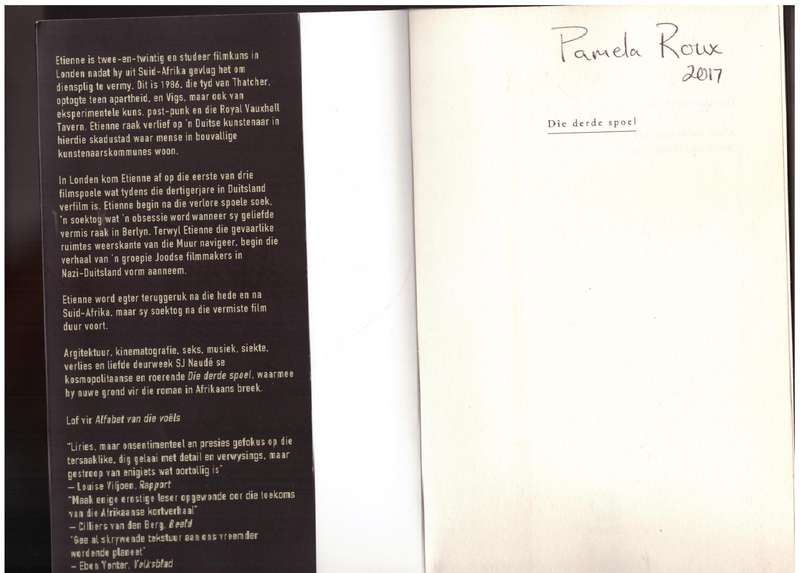 Etienne is twee-en-twintig en studeer filmkuns in
Londen nadat hy uit Suid-Afrika gevlug het om
diensplig te vermy. Dit is 1986, die tyd van Thatcher,
optogte teen apartheid, en Vigs, maar ook van
eksperimentele kuns, post-punk en die Royal Vauxhall
Tavern. Etienne raak verlief op 'n Duitse kunstenaar in
hierdie skadustad waar mense in bouvallige
kunstenaarskommunes woon.
In Londen kom Etienne af op die eerste van drie
filmspoele wat tydens die dertigerjare in Duitsland
verfilm is. Etienne begin na die verlore spoele soek,
'n soektog wat 'n obsessie word wanneer sy geliefde
vermis raak in Berlyn. Terwyl Etienne die gevaarlike
ruimtes weerskante van die Muur navigeer, begin die
verhaal van 'n groepie Joodse filmmakers in
Nazi-Duitsland vorm aanneem.
Etienne word egter teruggeruk na die hede en na
Suid-Afrika, maar sy soektog na die vermiste film
duur voort.
Argitektuur, kinematografie, seks, musiek, siekte,
verlies en liefde deurweek SJ Naudé se
kosmopolitaanse en roerende Die derde spoel, waarmee
hy nuwe grond vir die roman in Afrikaans breek.
Lof vir Alfabet van die voëls
"Liries, maar onsentimenteel en presies gefokus op die
tersaaklike, dig gelaai met detail en verwysings, maar
gestroop van enigiets wat oortollig is"
– Louise Viljoen, Rapport
"Maak enige ernstige leser opgewonde oor die toekoms
van die Afrikaanse kortverhaal"
– Cilliers van den Berg, Beeld
"Gee al skrywende tekstuur aan ons vreemder
wordende planeet"
– Eben Venter, Volksblad
Pamela Roux
2017
Die derde spoel